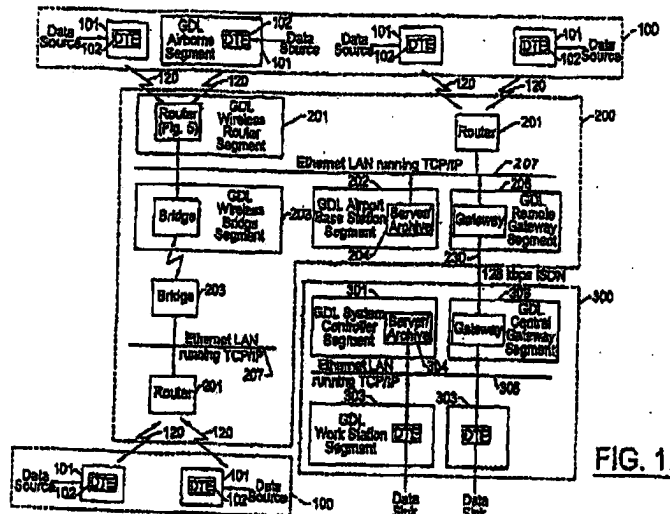 Data Source
101
102
DTE
GDL Airborne Segment
102
DTE
101
Data Source
Data Source
101
102
DTE
101
102
DTE
Data Source
100
120
120
120
120
Router (Fig. 5)
GDL Wireless Router Segment
201
Router
201
200
Ethernet LAN running TCP/IP
207
Bridge
GDL Wireless Bridge Segment
202
GDL Airport Base Station Segment
Server/Archive
204
Gateway
GDL Remote Gateway Segment
230
128 kbps ISDN
Bridge
203
301
GDL System Controller Segment
Server/Archive
304
Gateway
GDL Central Gateway Segment
300
Ethernet LAN running TCP/IP
207
Ethernet LAN running TCP/IP
305
Router
201
303
GDL Work Station Segment
DTE
303
DTE
120
120
Data Source
101
102
DTE
101
102
DTE
Data Source
100
Data Sink
Data Sink
FIG. 1